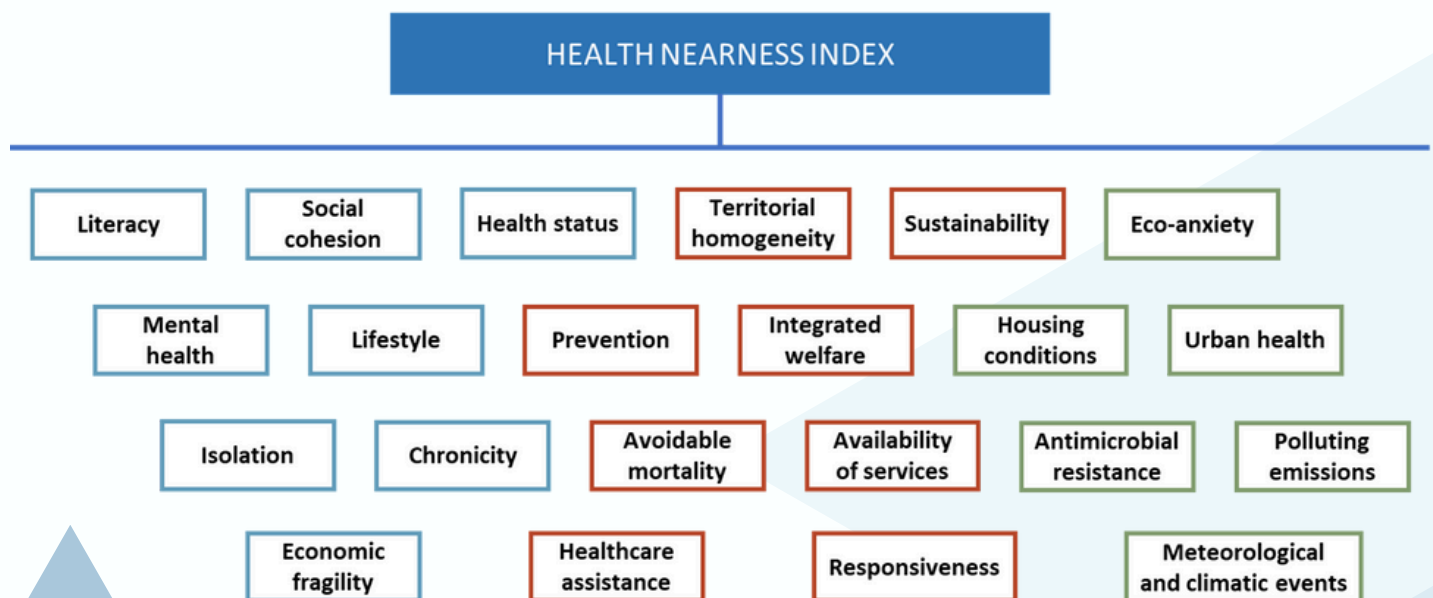 HEALTH NEARNESS INDEX
Literacy
Social
cohesion
Health status
Territorial
homogeneity
Sustainability
Eco-anxiety
Mental
health
Lifestyle
Prevention
Integrated
welfare
Housing
conditions
Urban health
Isolation
Chronicity
Avoidable
mortality
Availability
of services
Antimicrobial
resistance
Polluting
emissions
Economic
fragility
Healthcare
assistance
Responsiveness
Meteorological
and climatic events